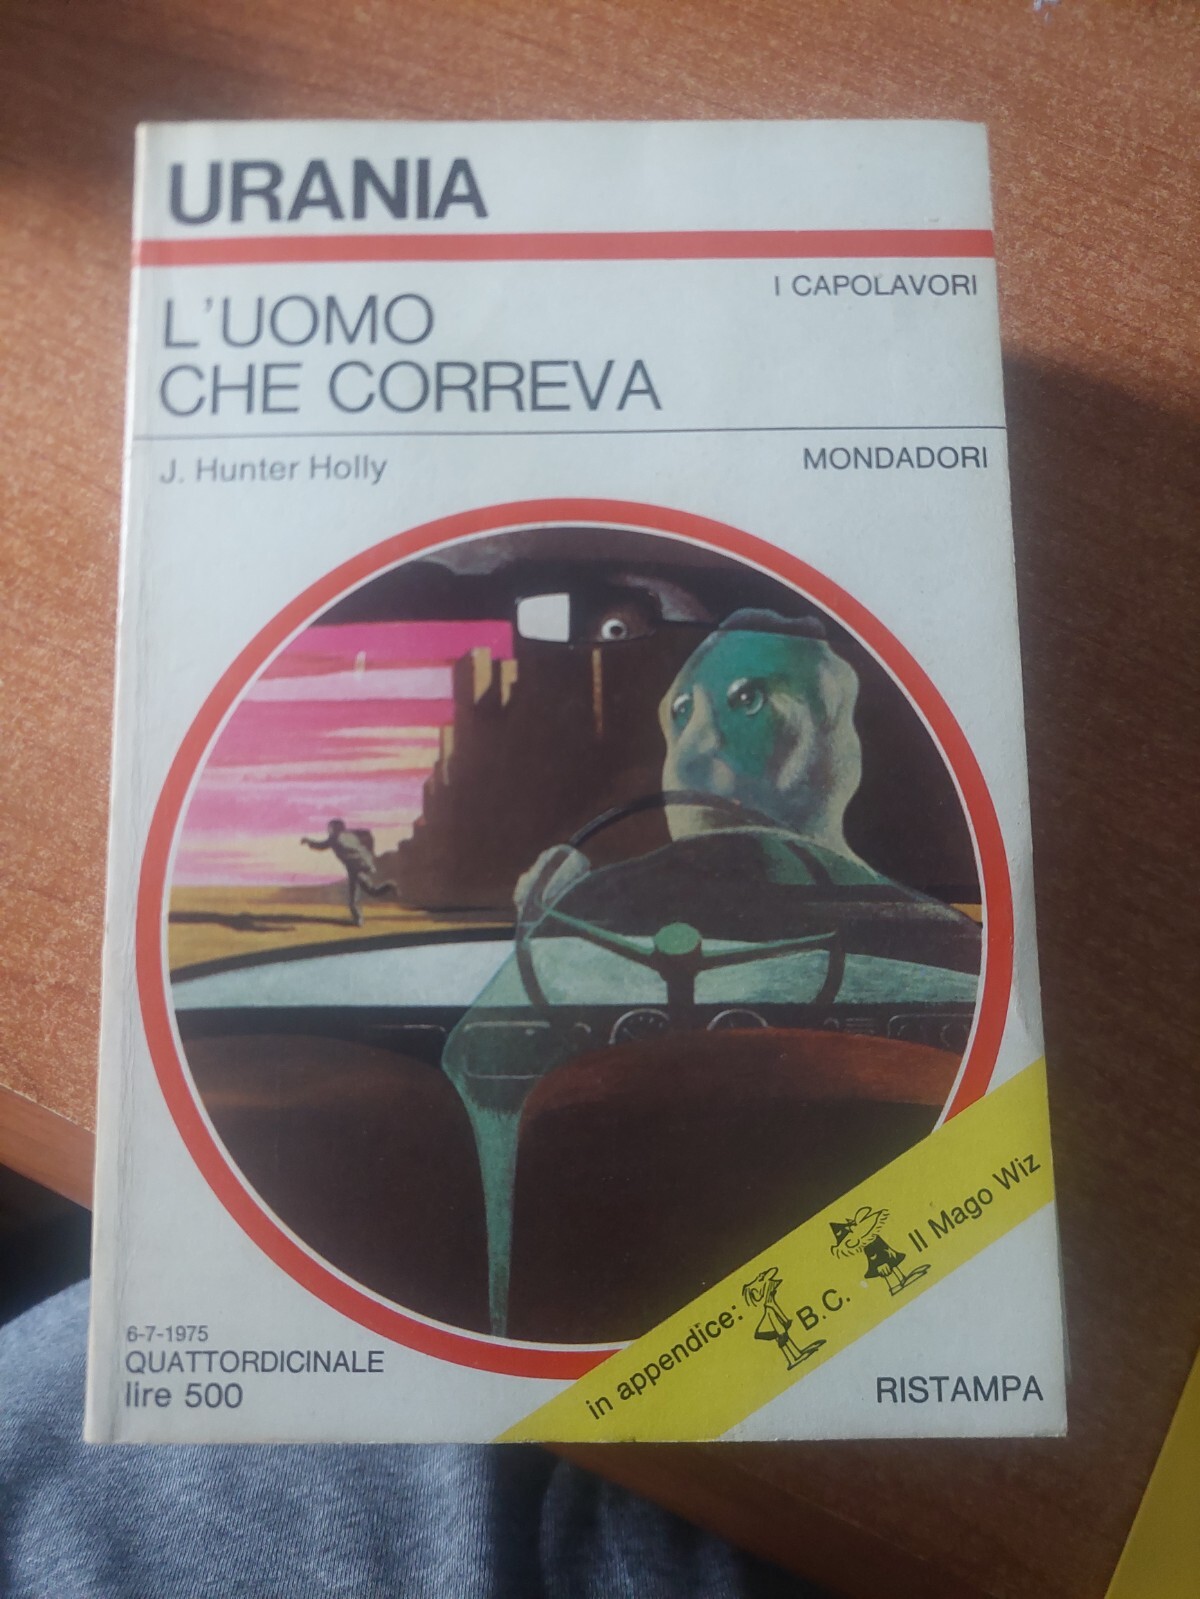 URANIA
I CAPOLAVORI
L'UOMO
CHE CORREVA
J. Hunter Holly
MONDADORI
in appendice: B.C. Il Mago Wiz
6-7-1975
QUATTORDICINALE
lire 500
RISTAMPA